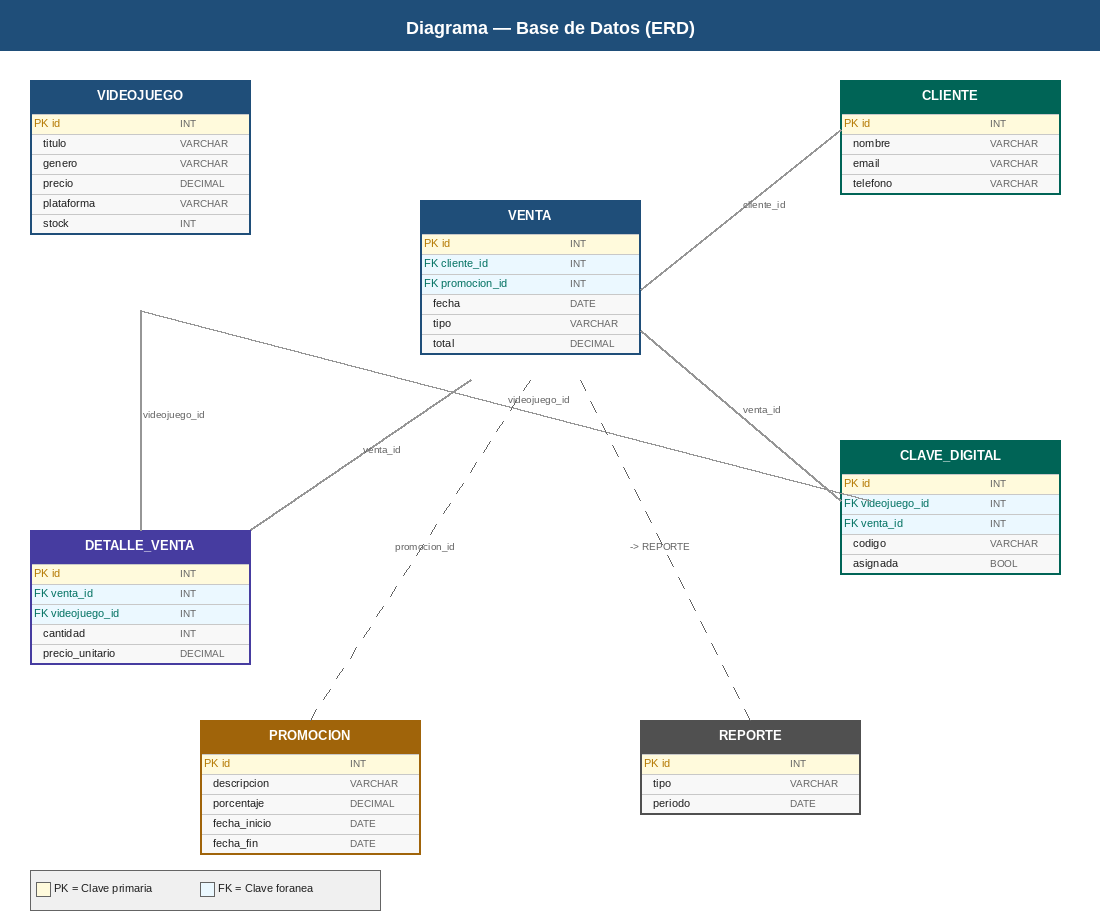 Diagrama — Base de Datos (ERD)
VIDEOJUEGO
PK id INT
titulo VARCHAR
genero VARCHAR
precio DECIMAL
plataforma VARCHAR
stock INT
CLIENTE
PK id INT
nombre VARCHAR
email VARCHAR
telefono VARCHAR
VENTA
PK id INT
FK cliente_id INT
FK promocion_id INT
fecha DATE
tipo VARCHAR
total DECIMAL
cliente_id
videojuego_id
venta_id
videojuego_id
venta_id
promocion_id
-> REPORTE
CLAVE_DIGITAL
PK id INT
FK videojuego_id INT
FK venta_id INT
codigo VARCHAR
asignada BOOL
DETALLE_VENTA
PK id INT
FK venta_id INT
FK videojuego_id INT
cantidad INT
precio_unitario DECIMAL
PROMOCION
PK id INT
descripcion VARCHAR
porcentaje DECIMAL
fecha_inicio DATE
fecha_fin DATE
REPORTE
PK id INT
tipo VARCHAR
periodo DATE
PK = Clave primaria FK = Clave foranea